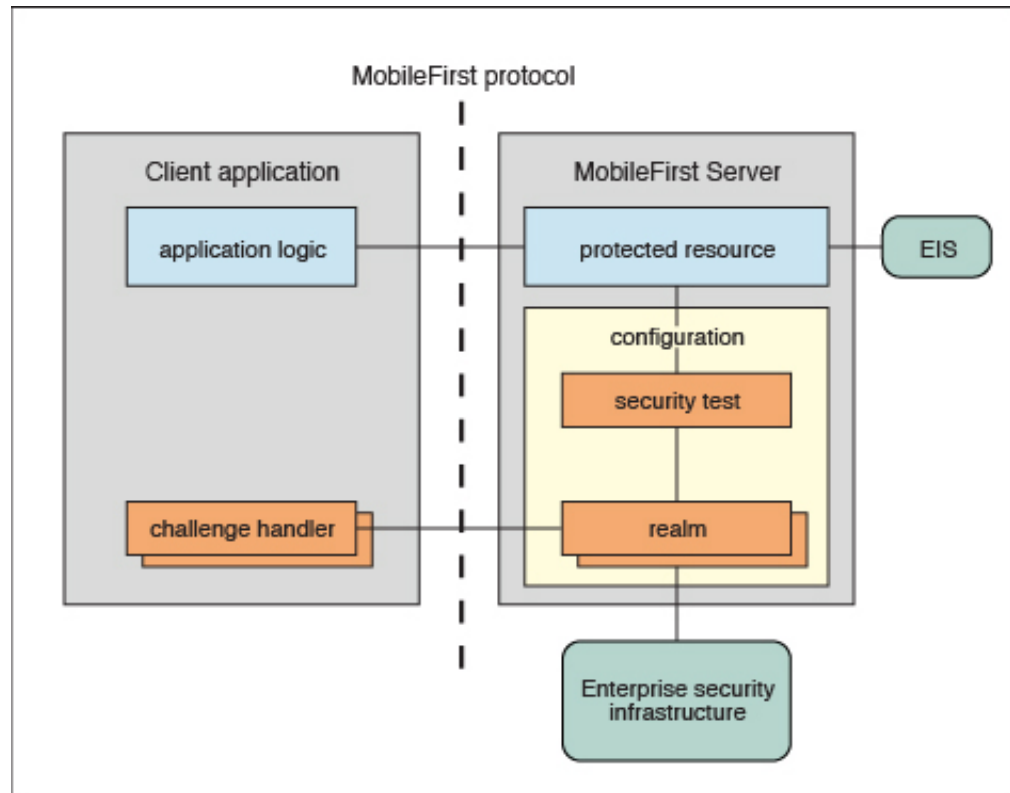 MobileFirst protocol
Client application
MobileFirst Server
application logic
protected resource
EIS
configuration
security test
challenge handler
realm
Enterprise security
infrastructure